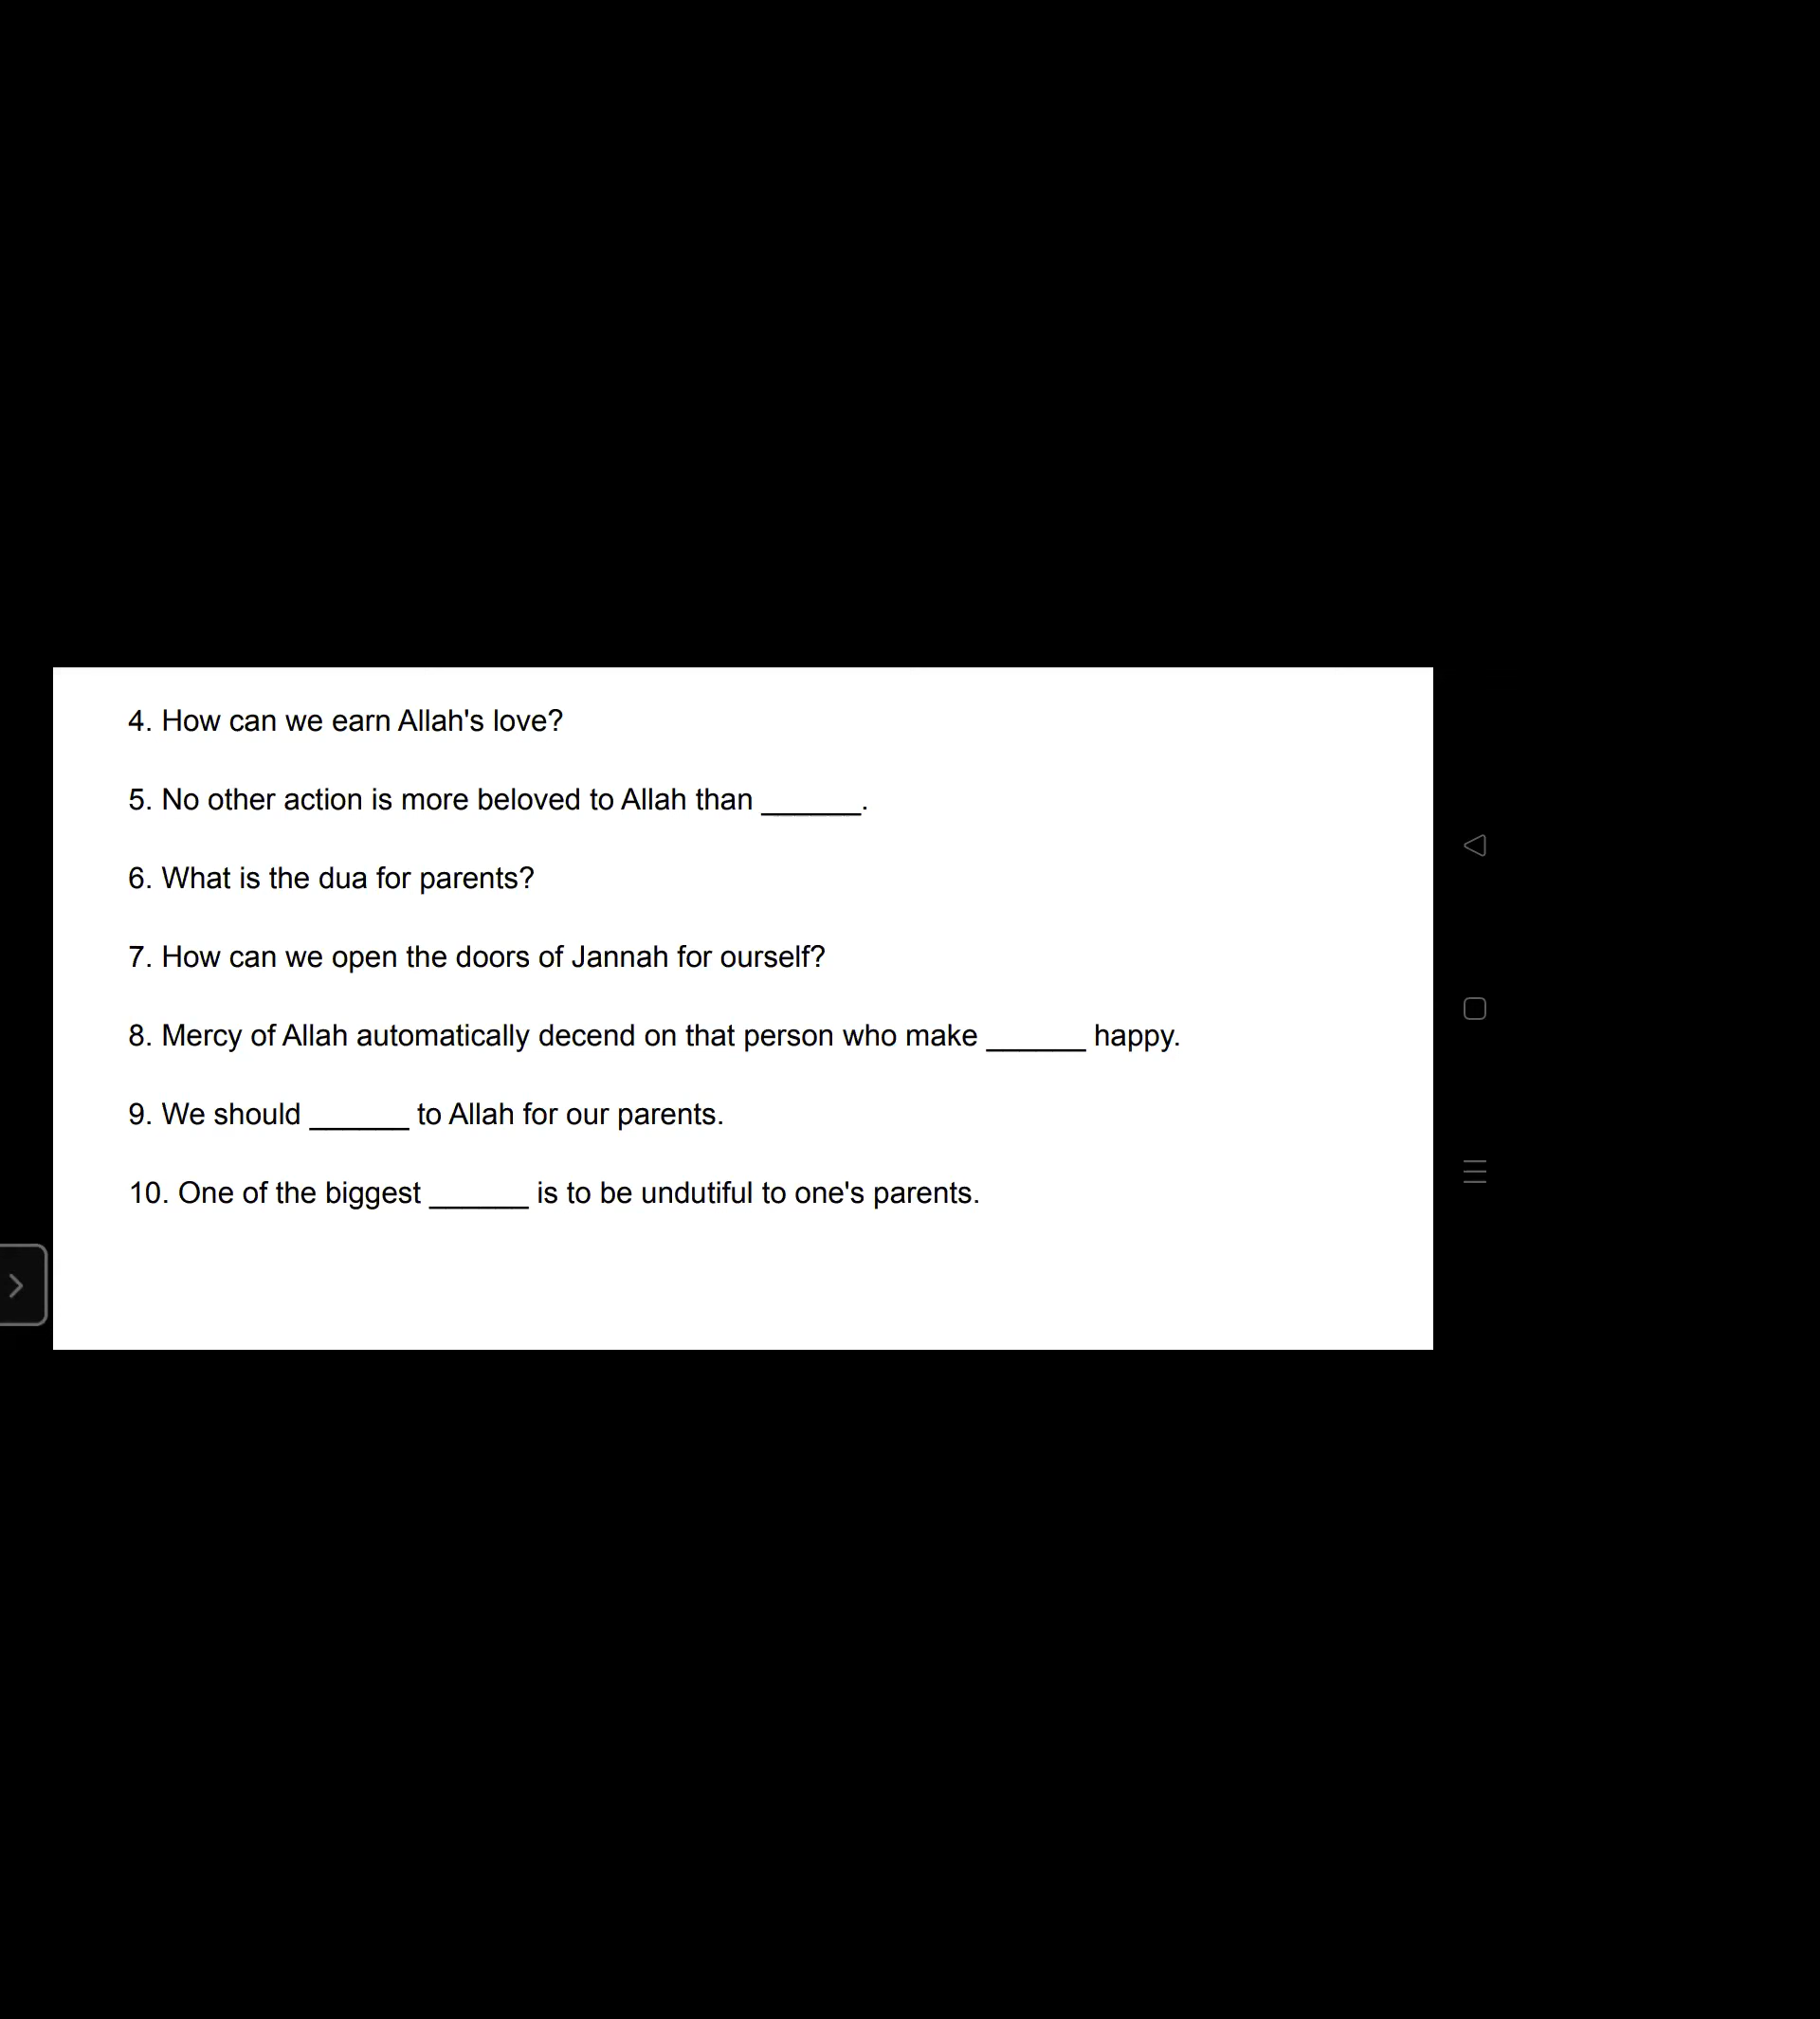 4. How can we earn Allah's love?
5. No other action is more beloved to Allah than ______.
6. What is the dua for parents?
7. How can we open the doors of Jannah for ourself?
8. Mercy of Allah automatically decend on that person who make ______ happy.
9. We should ______ to Allah for our parents.
10. One of the biggest ______ is to be undutiful to one's parents.